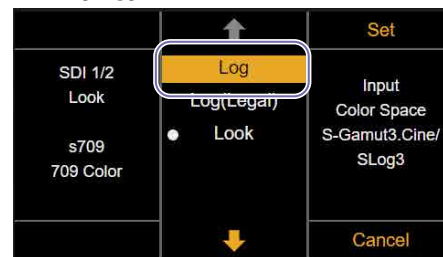 Set
SDI 1/2
Look
s709
709 Color
Log
Log(Legal)
Look
Input
Color Space
S-Gamut3.Cine/
SLog3
Cancel